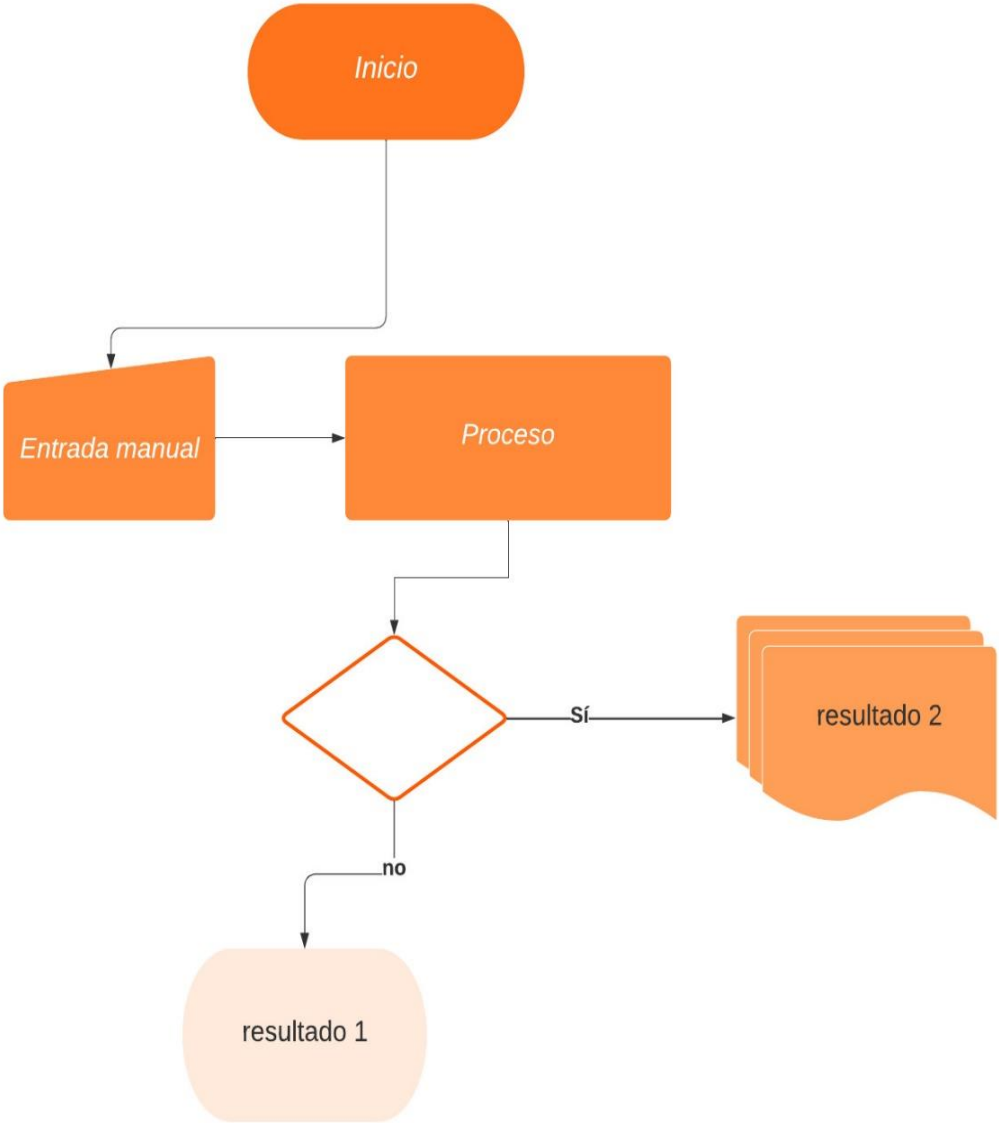 Inicio
Entrada manual
Proceso
Sí
resultado 2
no
resultado 1